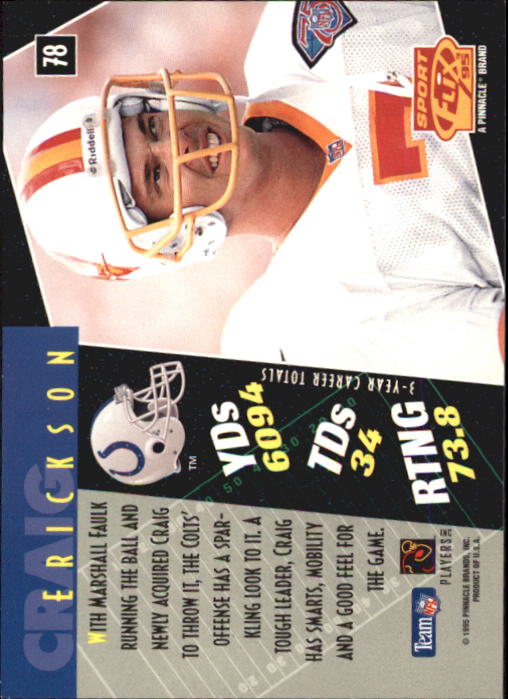 78
SPORT
FLIX
TM
95
A PINNACLE® BRAND
Riddell
NFL
CRAIG
ERICKSON
TM
3-YEAR CAREER TOTALS
YDs
6094
TDs
34
RTNG
73.8
WITH MARSHALL FAULK
RUNNING THE BALL AND
NEWLY ACQUIRED CRAIG
TO THROW IT, THE COLTS'
OFFENSE HAS A SPAR-
KLING LOOK TO IT. A
TOUGH LEADER, CRAIG
HAS SMARTS, MOBILITY
AND A GOOD FEEL FOR
THE GAME.
Team NFL
PLAYERS INC
© 1995 PINNACLE BRANDS, INC.
PRODUCT OF U.S.A.